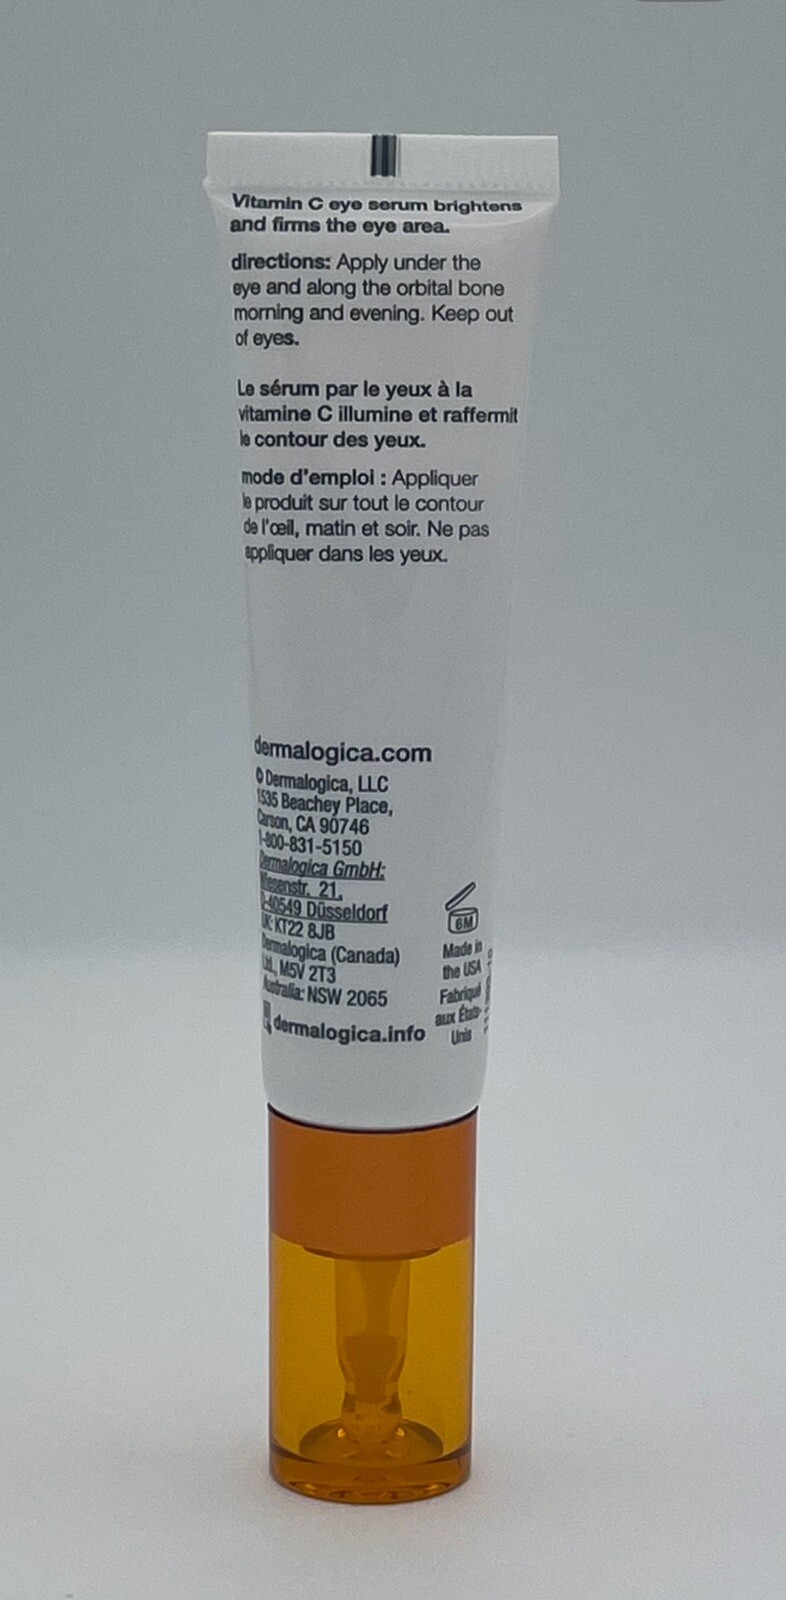 Vitamin C eye serum brightens
and firms the eye area.
directions: Apply under the
eye and along the orbital bone
morning and evening. Keep out
of eyes.
Le sérum par le yeux à la
vitamine C illumine et raffermit
le contour des yeux.
mode d'emploi : Appliquer
le produit sur tout le contour
de l'œil, matin et soir. Ne pas
appliquer dans les yeux.
dermalogica.com
© Dermalogica, LLC
1535 Beachey Place,
Carson, CA 90746
1-800-831-5150
Dermalogica GmbH:
Wiesenstr. 21,
D-40549 Düsseldorf
UK: KT22 8JB
Dermalogica (Canada)
Ltd., M5V 2T3
Australia: NSW 2065
dermalogica.info
6M
Made in
the USA
Fabriqué
aux États-
Unis